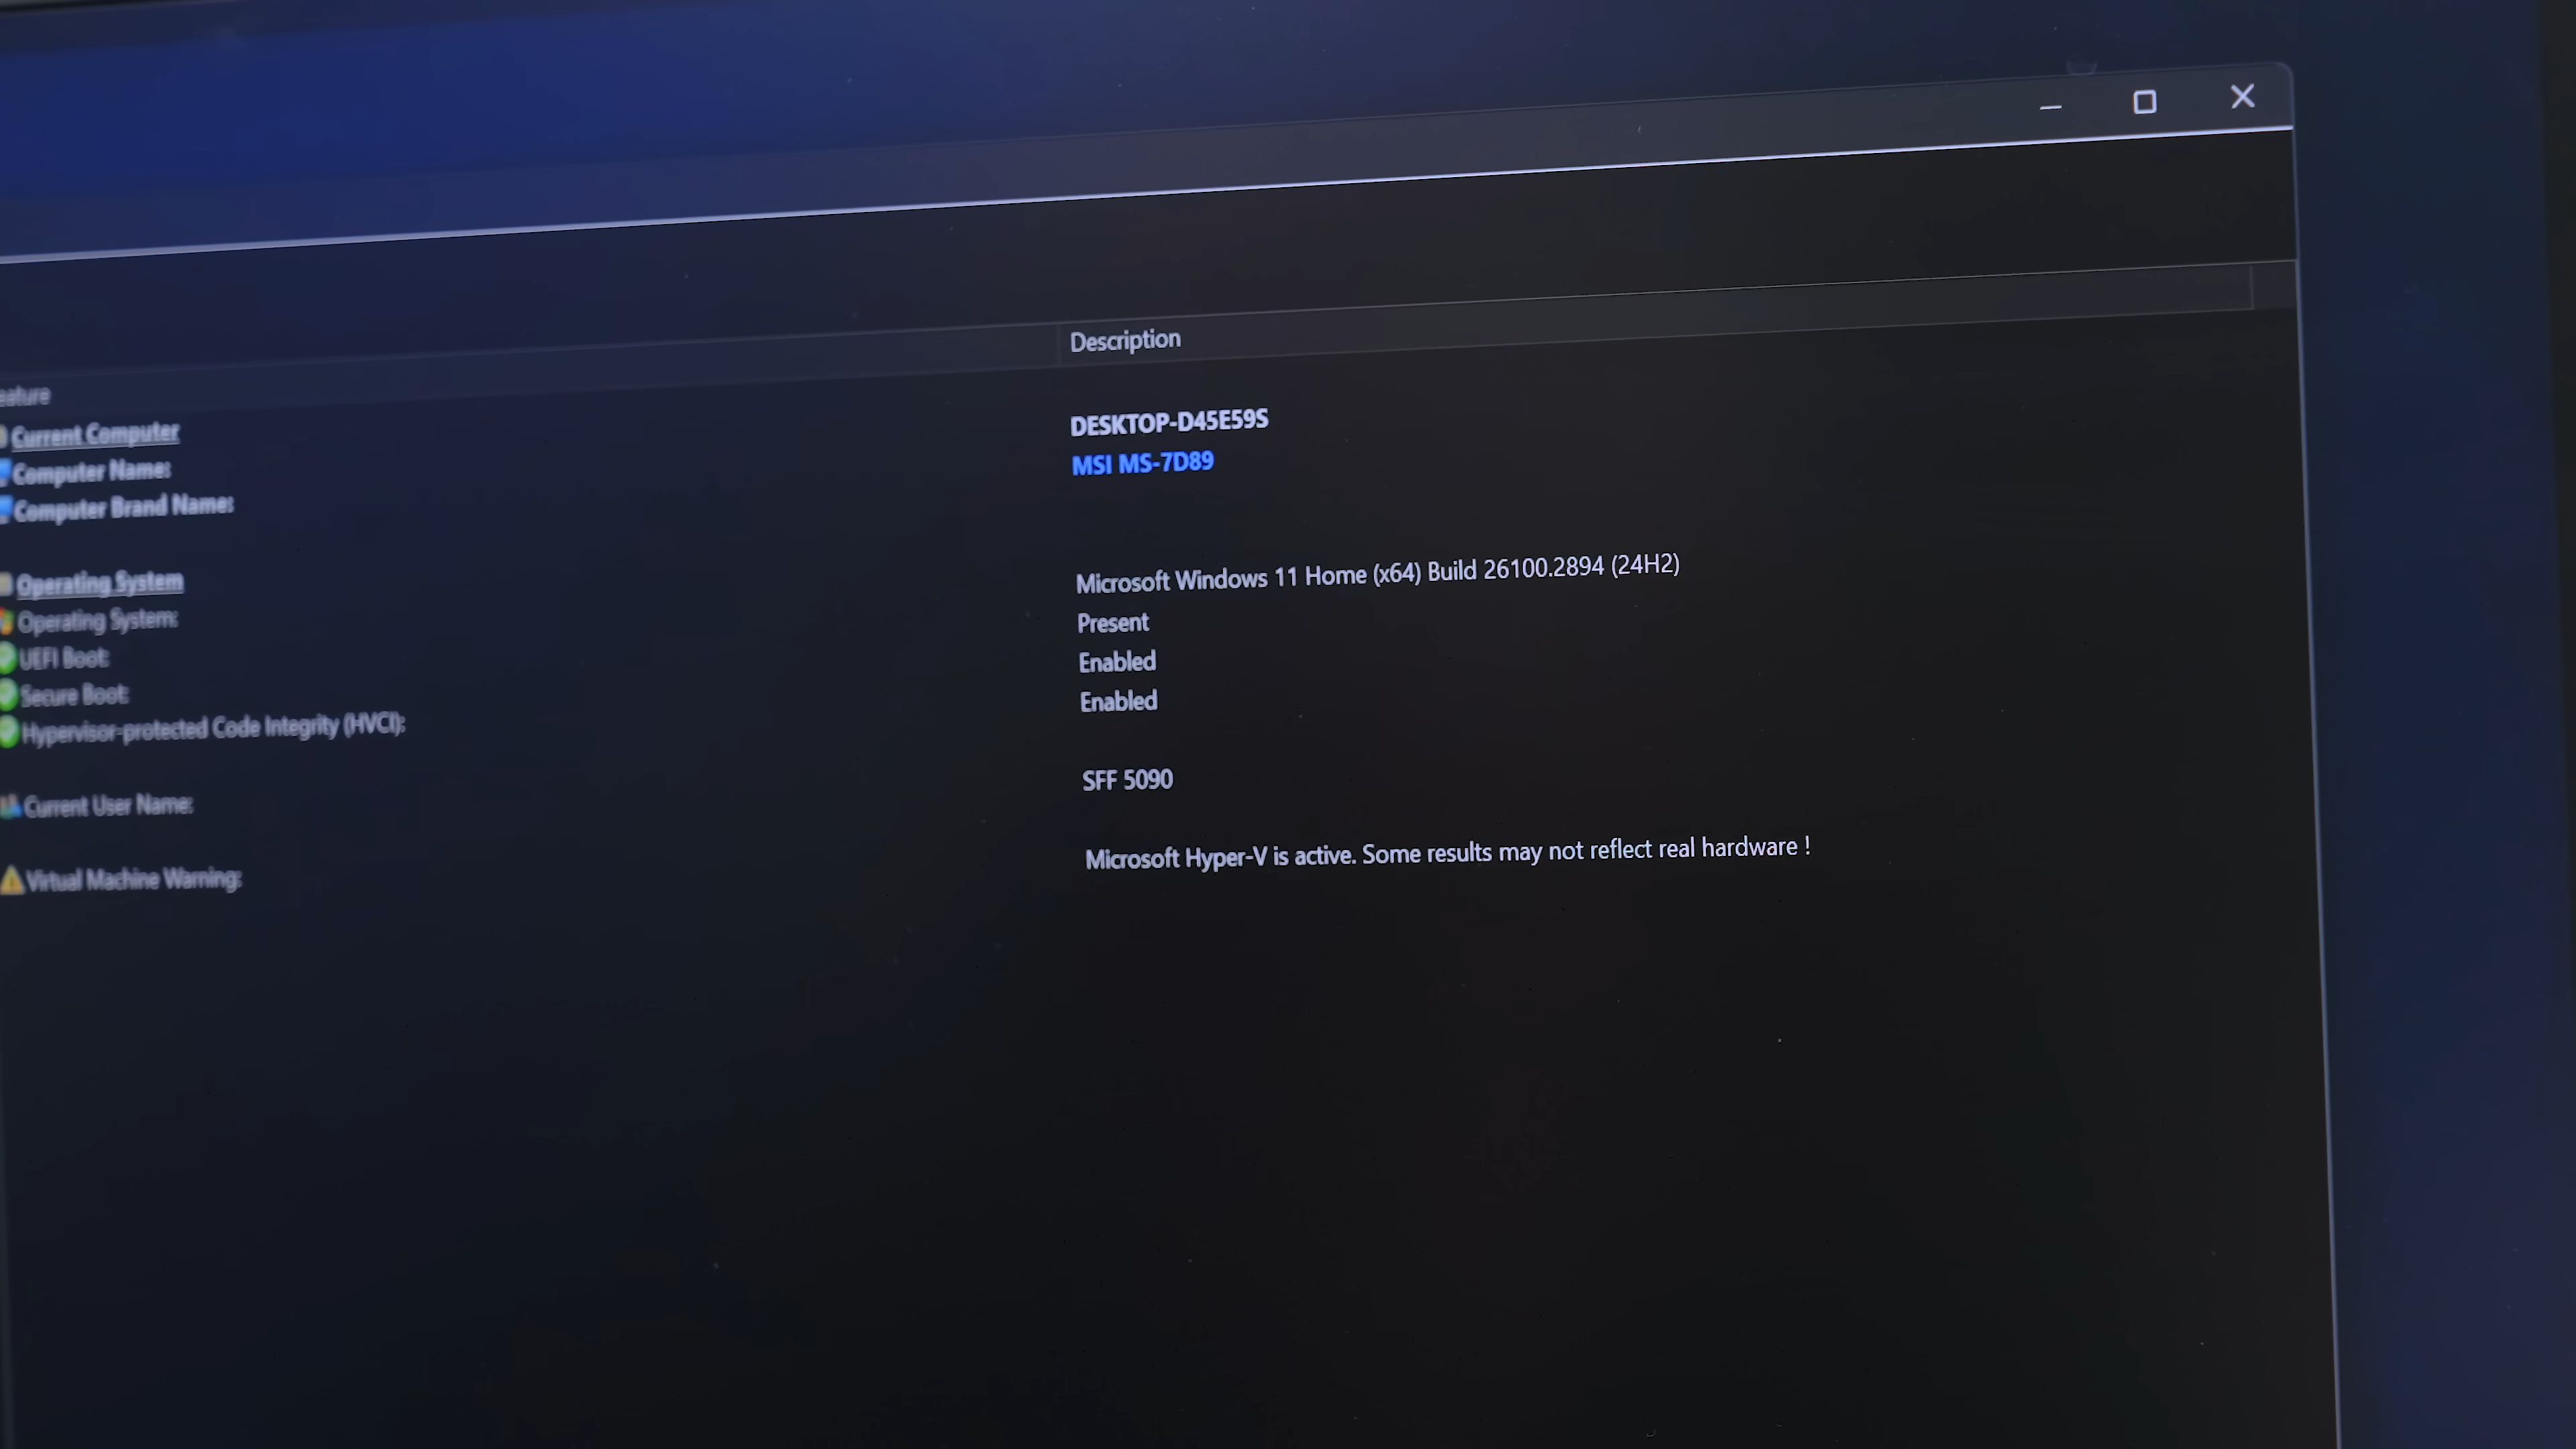 Description
eature
Current Computer
Computer Name: DESKTOP-D45E59S
Computer Brand Name: MSI MS-7D89
Operating System
Operating System: Microsoft Windows 11 Home (x64) Build 26100.2894 (24H2)
UEFI Boot: Present
Secure Boot: Enabled
Hypervisor-protected Code Integrity (HVCI): Enabled
Current User Name: SFF 5090
Virtual Machine Warning: Microsoft Hyper-V is active. Some results may not reflect real hardware !